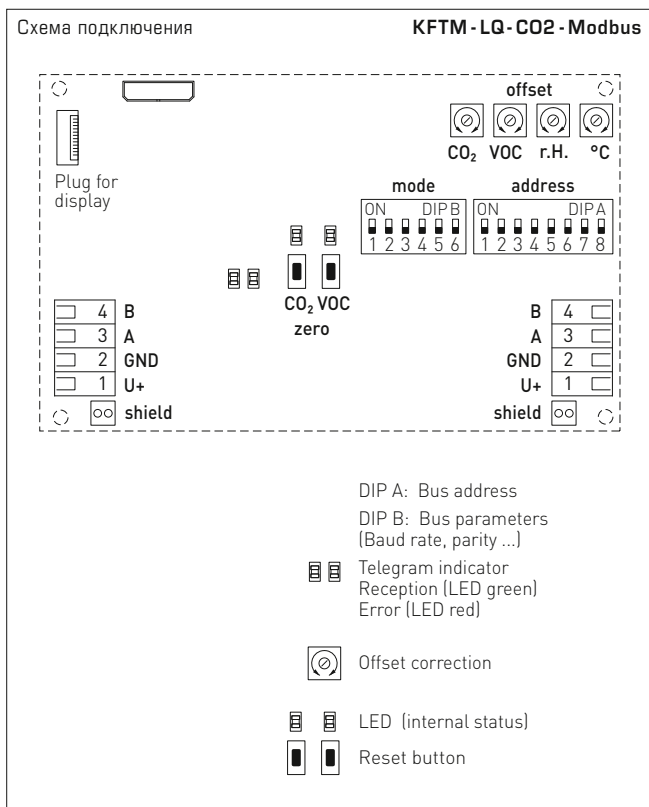 Схема подключения
KFTM-LQ-CO2-Modbus
offset
CO₂ VOC r.H. °C
Plug for
display
mode address
ON DIP B ON DIP A
1 2 3 4 5 6 1 2 3 4 5 6 7 8
CO₂ VOC
zero
4 B
3 A
2 GND
1 U+
shield
B 4
A 3
GND 2
U+ 1
shield
DIP A: Bus address
DIP B: Bus parameters
(Baud rate, parity ...)
Telegram indicator
Reception (LED green)
Error (LED red)
Offset correction
LED (internal status)
Reset button